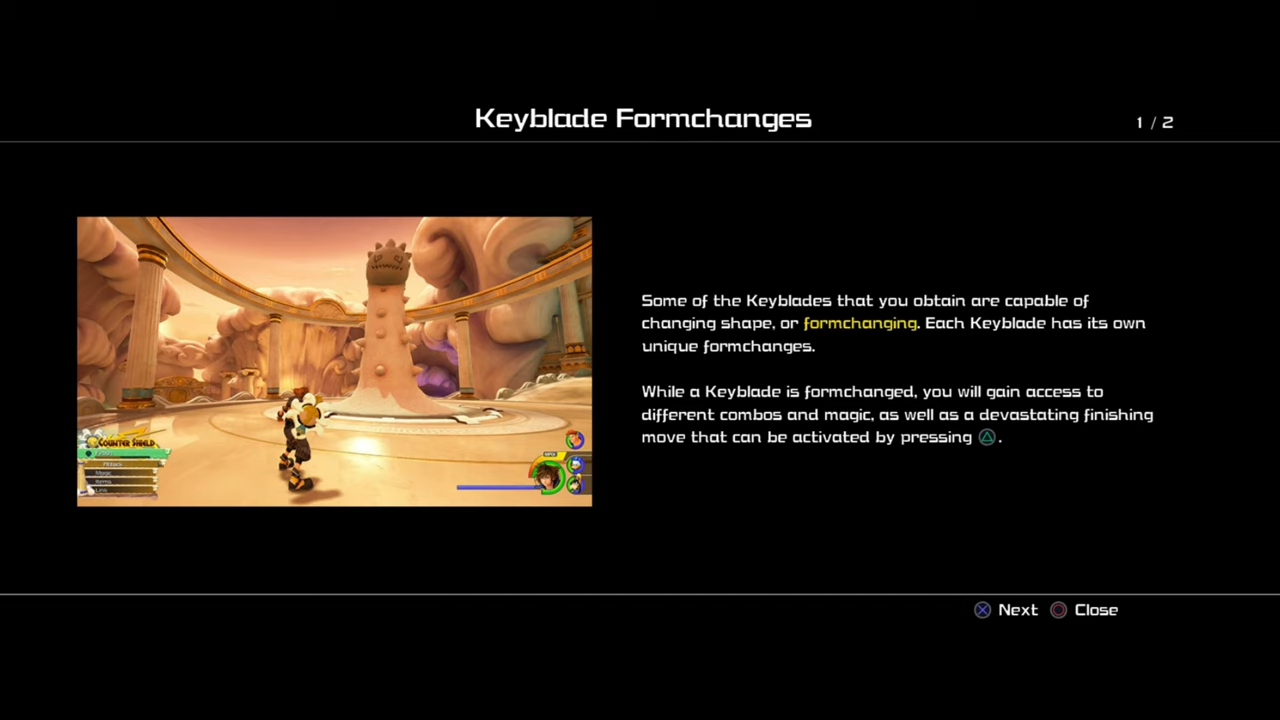 Keyblade Formchanges
1 / 2
Some of the Keyblades that you obtain are capable of
changing shape, or formchanging. Each Keyblade has its own
unique formchanges.
While a Keyblade is formchanged, you will gain access to
different combos and magic, as well as a devastating finishing
move that can be activated by pressing .
COUNTER SHIELD
Attack
Magic
Items
Link
Next Close